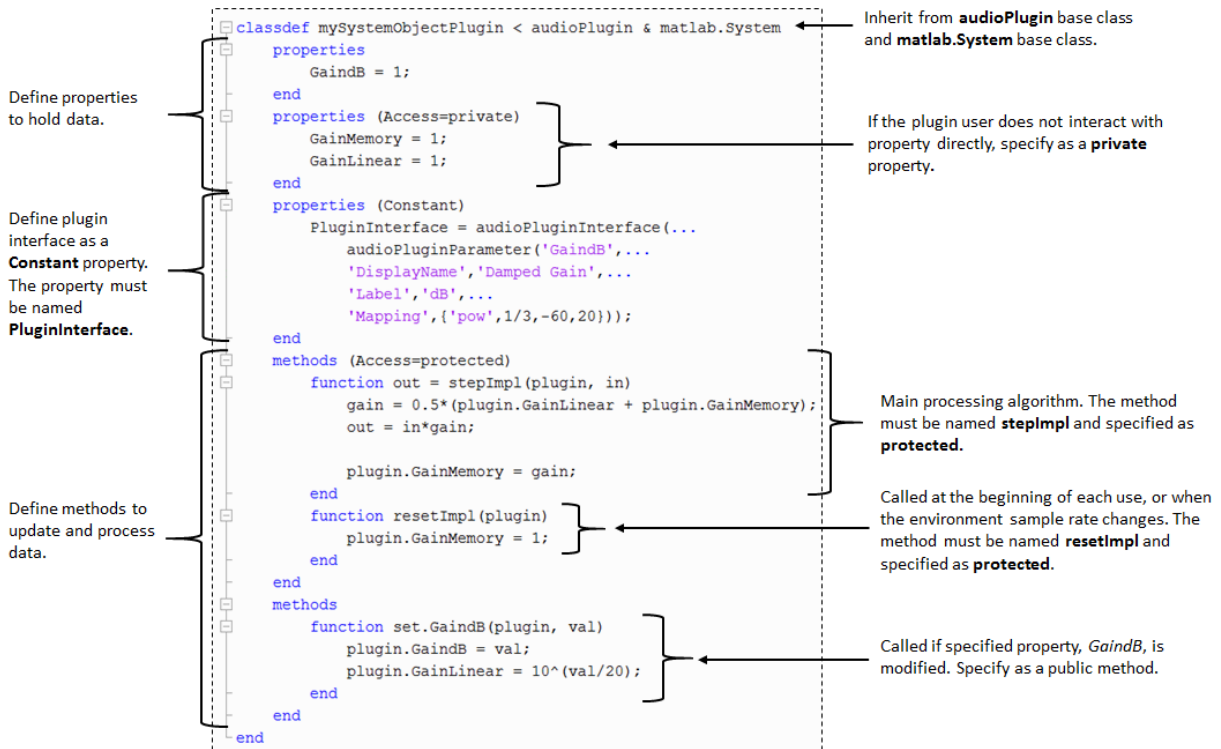 classdef mySystemObjectPlugin < audioPlugin & matlab.System
properties
GaindB = 1;
end
properties (Access=private)
GainMemory = 1;
GainLinear = 1;
end
properties (Constant)
PluginInterface = audioPluginInterface(...
audioPluginParameter('GaindB',...
'DisplayName','Damped Gain',...
'Label','dB',...
'Mapping',{'pow',1/3,-60,20}));
end
methods (Access=protected)
function out = stepImpl(plugin, in)
gain = 0.5*(plugin.GainLinear + plugin.GainMemory);
out = in*gain;
plugin.GainMemory = gain;
end
function resetImpl(plugin)
plugin.GainMemory = 1;
end
end
methods
function set.GaindB(plugin, val)
plugin.GaindB = val;
plugin.GainLinear = 10^(val/20);
end
end
end
Define properties
to hold data.
Define plugin
interface as a
Constant property.
The property must
be named
PluginInterface.
Define methods to
update and process
data.
Inherit from audioPlugin base class
and matlab.System base class.
If the plugin user does not interact with
property directly, specify as a private
property.
Main processing algorithm. The method
must be named stepImpl and specified as
protected.
Called at the beginning of each use, or when
the environment sample rate changes. The
method must be named resetImpl and
specified as protected.
Called if specified property, GaindB, is
modified. Specify as a public method.